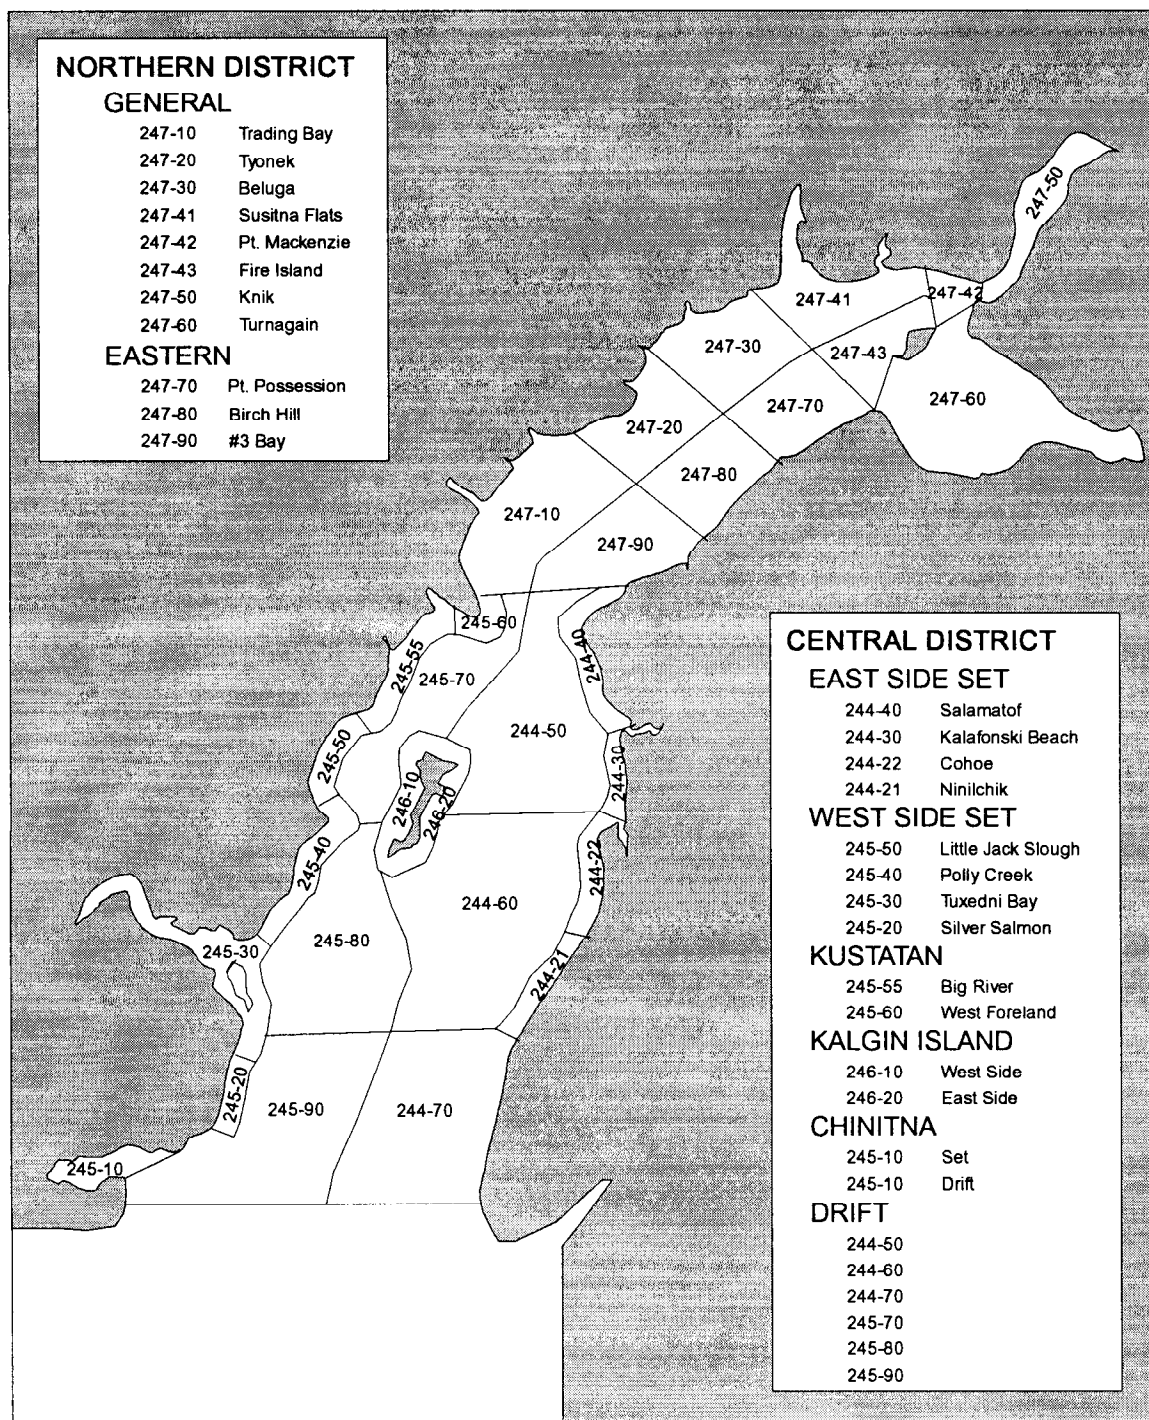 NORTHERN DISTRICT
GENERAL
247-10 Trading Bay
247-20 Tyonek
247-30 Beluga
247-41 Susitna Flats
247-42 Pt. Mackenzie
247-43 Fire Island
247-50 Knik
247-60 Turnagain
EASTERN
247-70 Pt. Possession
247-80 Birch Hill
247-90 #3 Bay
247-50
247-41
247-42
247-30
247-43
247-70
247-60
247-20
247-80
247-10
247-90
245-60
244-40
245-55
245-70
244-50
245-50
244-30
246-10
246-20
245-40
244-22
244-60
245-80
245-30
244-21
245-20
245-90
244-70
245-10
CENTRAL DISTRICT
EAST SIDE SET
244-40 Salamatof
244-30 Kalafonski Beach
244-22 Cohoe
244-21 Ninilchik
WEST SIDE SET
245-50 Little Jack Slough
245-40 Polly Creek
245-30 Tuxedni Bay
245-20 Silver Salmon
KUSTATAN
245-55 Big River
245-60 West Foreland
KALGIN ISLAND
246-10 West Side
246-20 East Side
CHINITNA
245-10 Set
245-10 Drift
DRIFT
244-50
244-60
244-70
245-70
245-80
245-90